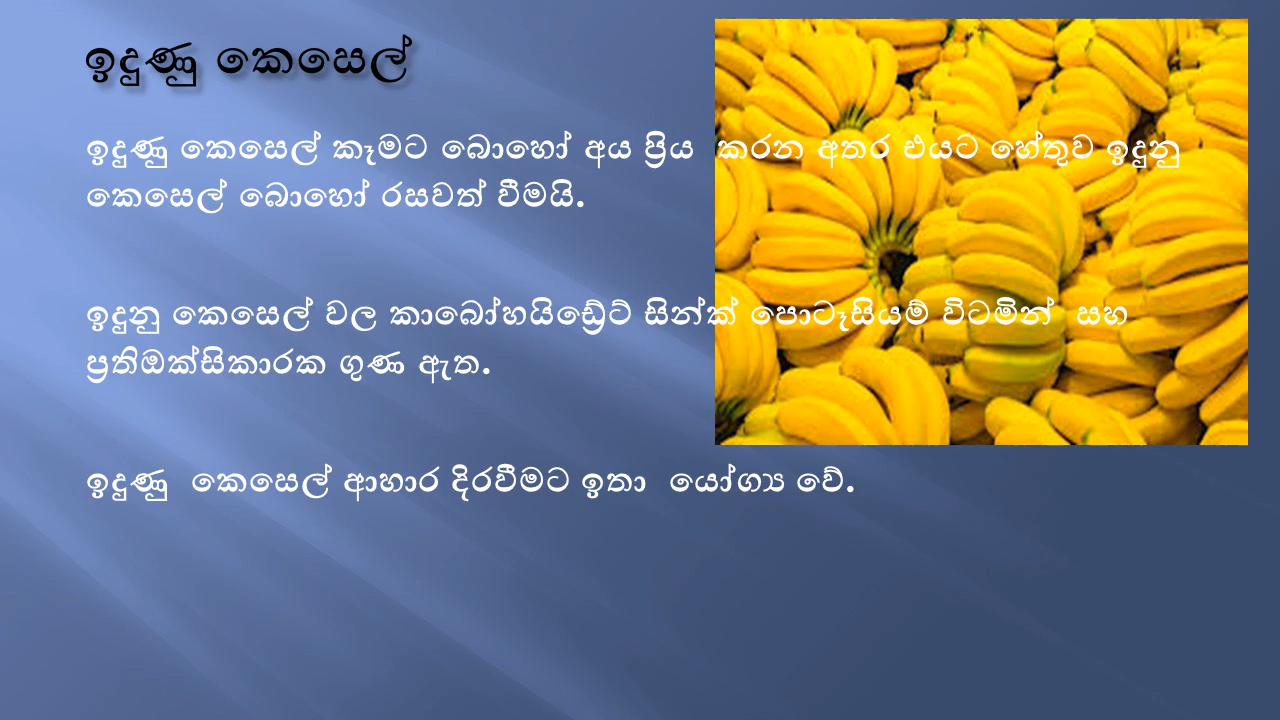 ඉදුණු කෙසෙල්
ඉදුණු කෙසෙල් කෑමට බොහෝ අය ප්‍රිය  කරන අතර එයට හේතුව ඉදුනු
කෙසෙල් බොහෝ රසවත් වීමයි.
ඉදුනු කෙසෙල් වල කාබෝහයිඩ්‍රේට් සින්ක් පොටෑසියම් විටමින්  සහ
ප්‍රතිඔක්සිකාරක ගුණ ඇත.
ඉදුණු  කෙසෙල් ආහාර දිරවීමට ඉතා  යෝග්‍ය වේ.